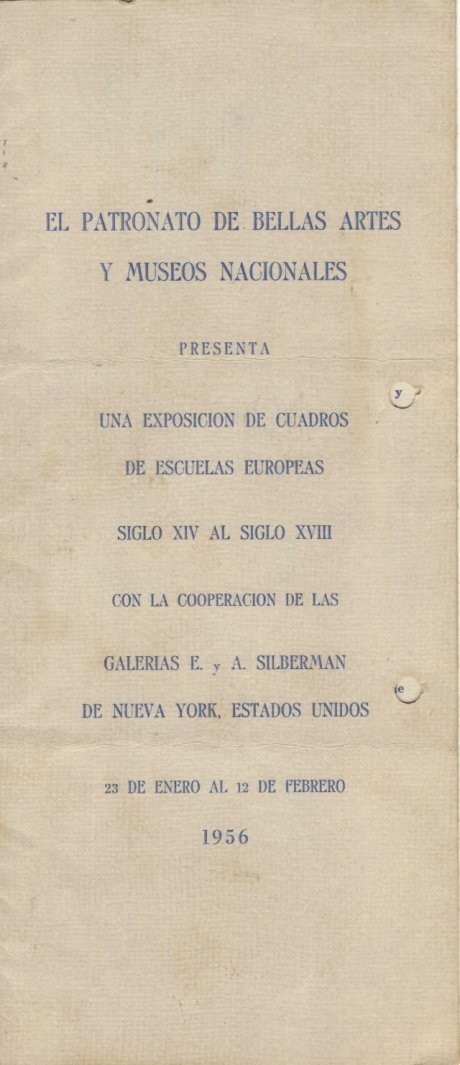 EL PATRONATO DE BELLAS ARTES
Y MUSEOS NACIONALES
PRESENTA
y
UNA EXPOSICION DE CUADROS
DE ESCUELAS EUROPEAS
SIGLO XIV AL SIGLO XVIII
CON LA COOPERACION DE LAS
GALERIAS E. y A. SILBERMAN
DE NUEVA YORK, ESTADOS UNIDOS
23 DE ENERO AL 12 DE FEBRERO
1956